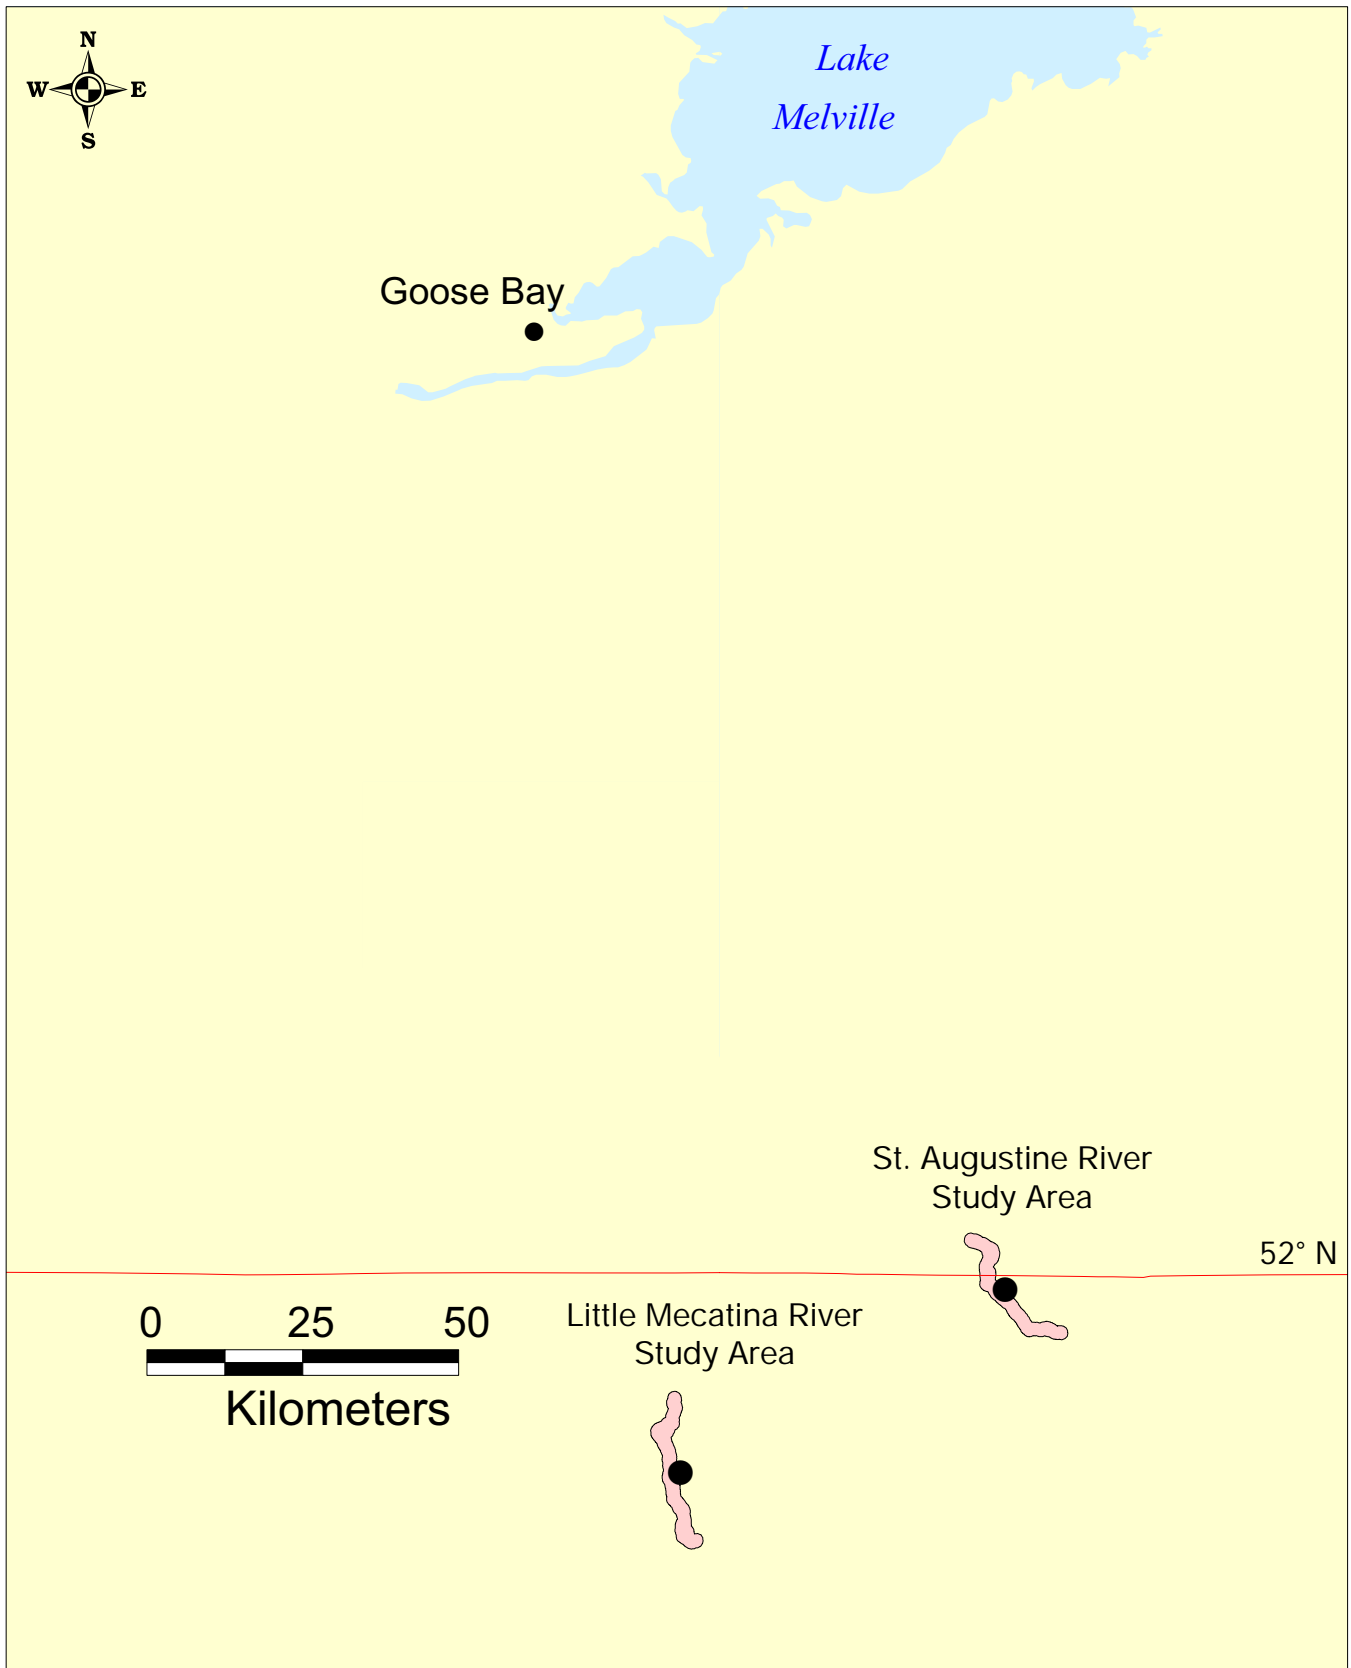 N
W E
S
Lake
Melville
Goose Bay
St. Augustine River
Study Area
52° N
0 25 50
Kilometers
Little Mecatina River
Study Area